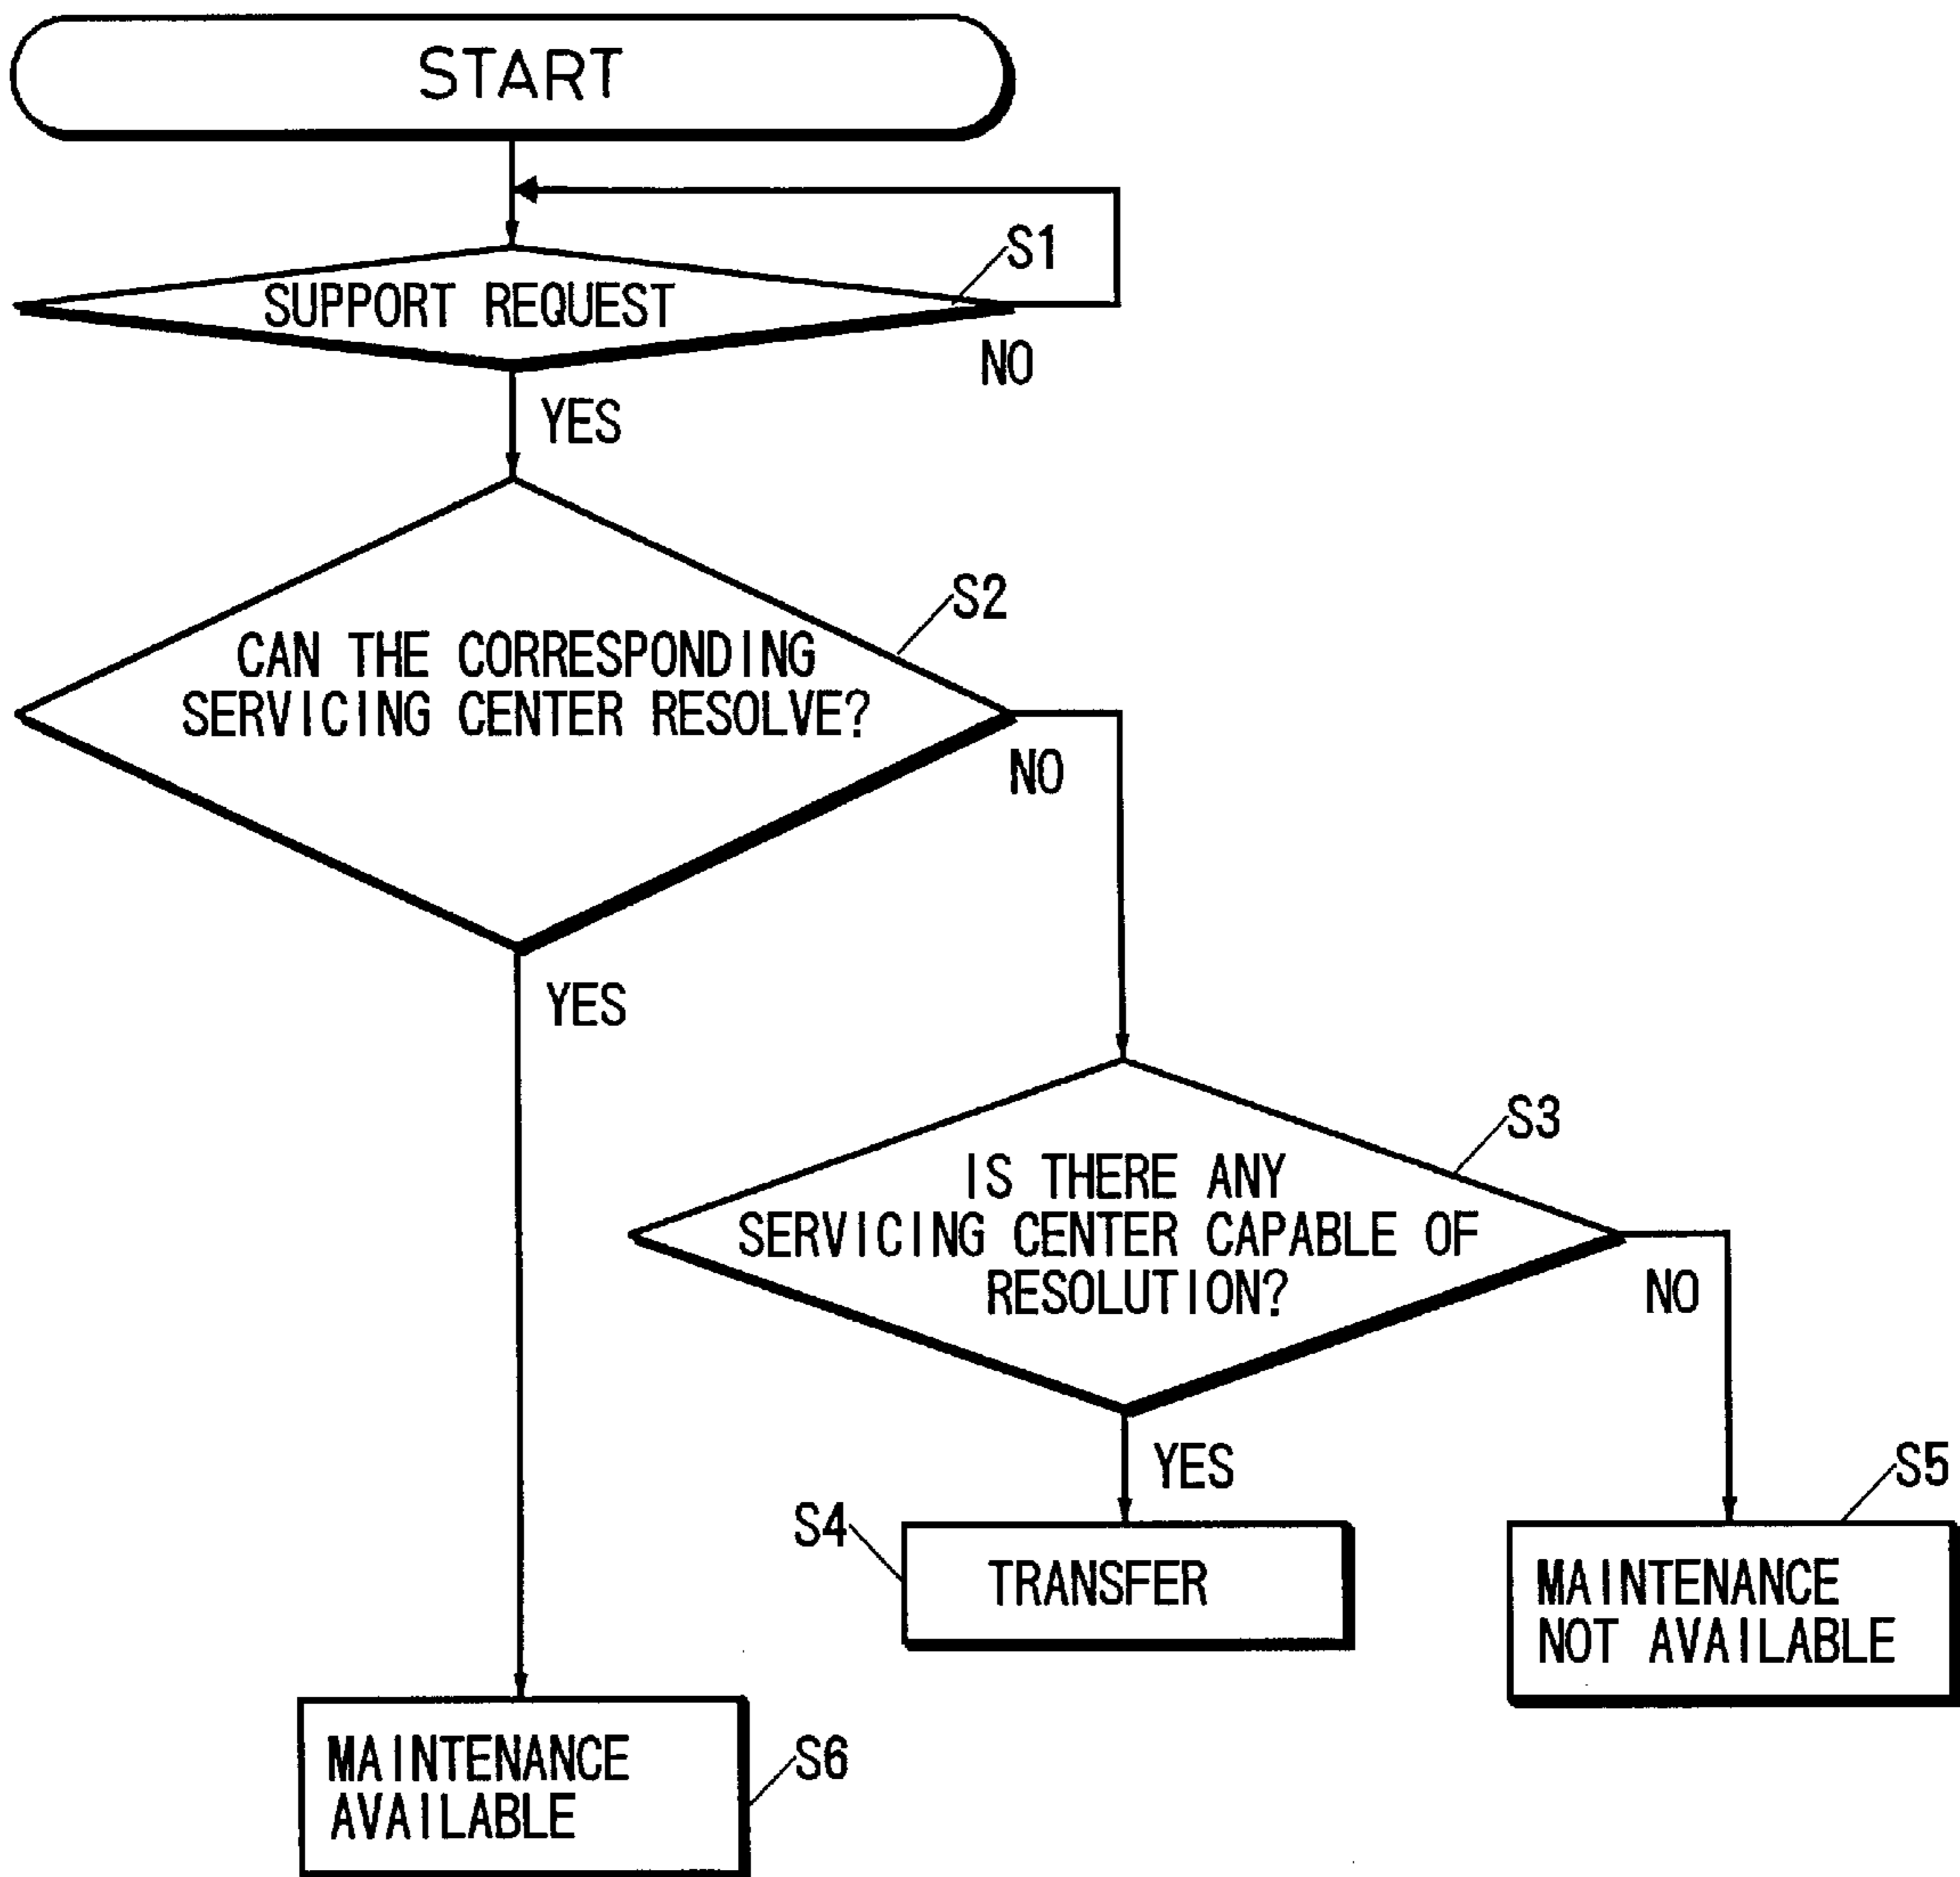 START
S1
SUPPORT REQUEST
NO
YES
S2
CAN THE CORRESPONDING
SERVICING CENTER RESOLVE?
NO
YES
S3
IS THERE ANY
SERVICING CENTER CAPABLE OF
RESOLUTION?
NO
YES
S4
TRANSFER
S5
MAINTENANCE
NOT AVAILABLE
MAINTENANCE
AVAILABLE
S6